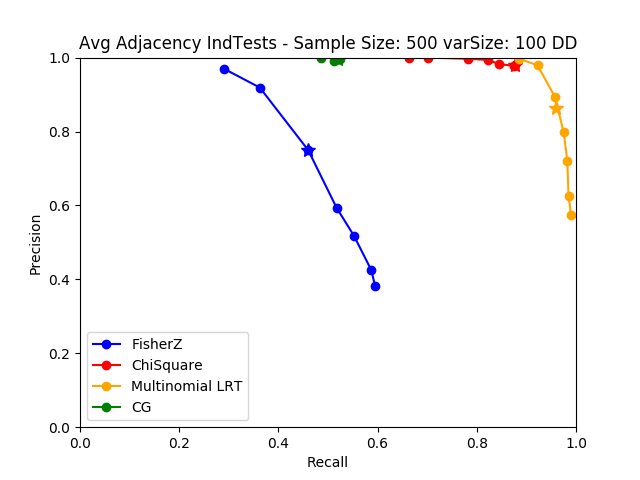 Avg Adjacency IndTests - Sample Size: 500 varSize: 100 DD
1.0
0.8
0.6
0.4
0.2
0.0
Precision
FisherZ
ChiSquare
Multinomial LRT
CG
0.0 0.2 0.4 0.6 0.8 1.0
Recall